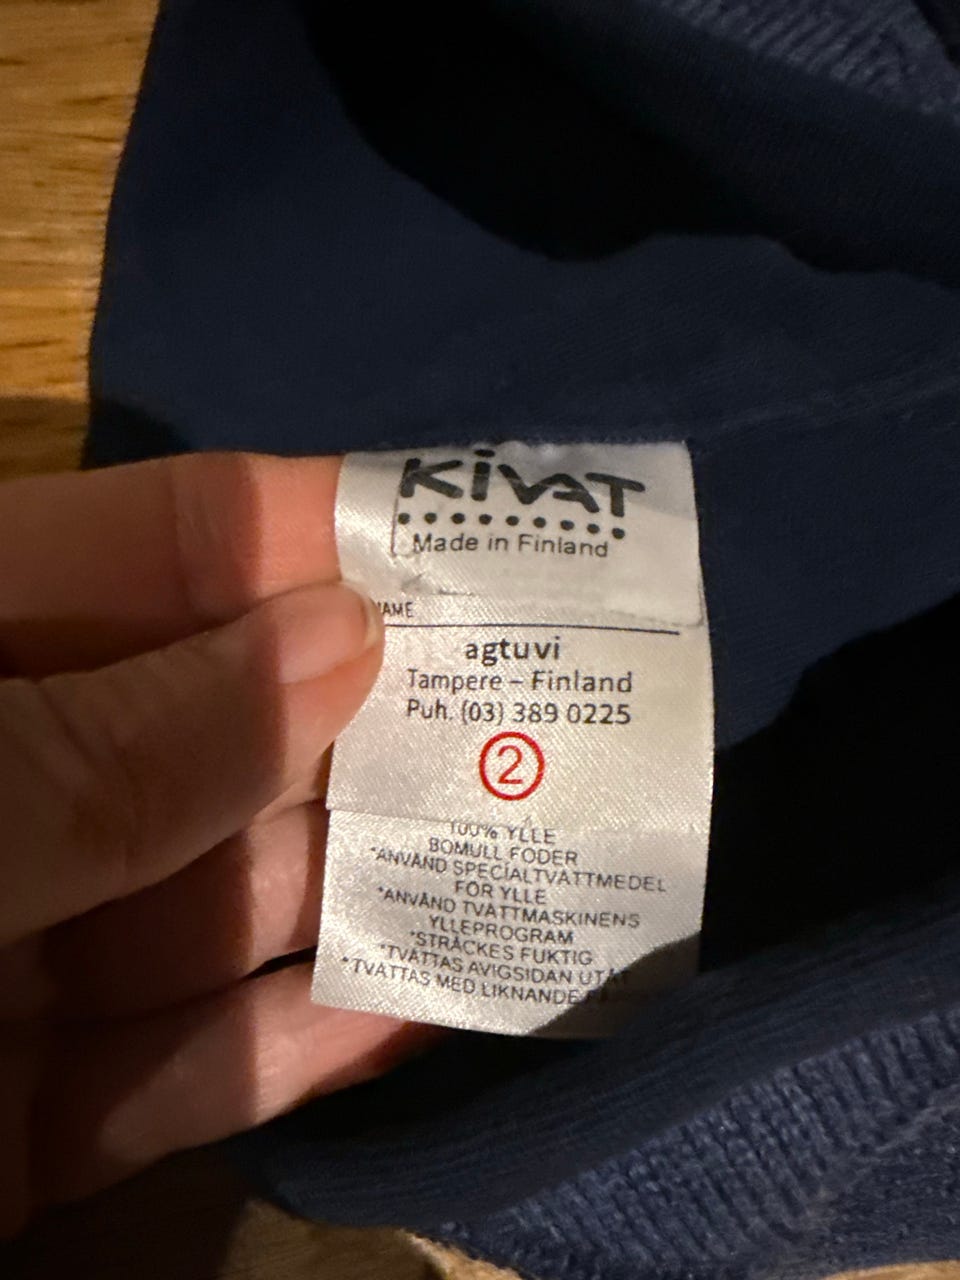 KiVAT
Made in Finland
NAME
agtuvi
Tampere – Finland
Puh. (03) 389 0225
2
100% YLLE
BOMULL FODER
*ANVÄND SPECIALTVÄTTMEDEL
FÖR YLLE
*ANVÄND TVÄTTMASKINENS
YLLEPROGRAM
*STRÄCKES FUKTIG
*TVÄTTAS AVIGSIDAN UTÅT
*TVÄTTAS MED LIKNANDE